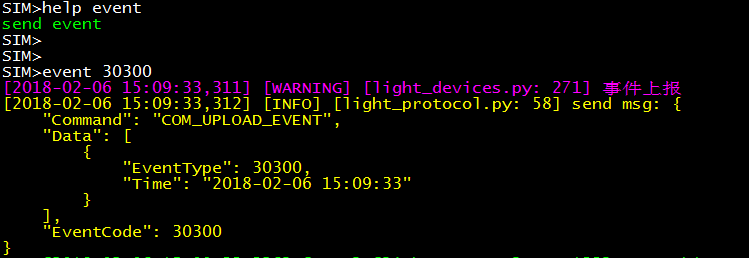 SIM>help event
send event
SIM>
SIM>
SIM>event 30300
[2018-02-06 15:09:33,311] [WARNING] [light_devices.py: 271] 事件上报
[2018-02-06 15:09:33,312] [INFO] [light_protocol.py: 58] send msg: {
    "Command": "COM_UPLOAD_EVENT",
    "Data": [
        {
            "EventType": 30300,
            "Time": "2018-02-06 15:09:33"
        }
    ],
    "EventCode": 30300
}